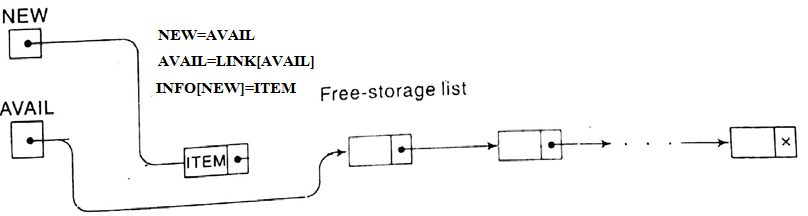 NEW
NEW=AVAIL
AVAIL=LINK[AVAIL]
INFO[NEW]=ITEM
Free-storage list
AVAIL
ITEM
x